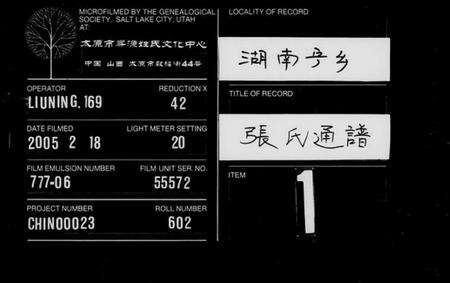 MICROFILMED BY THE GENEALOGICAL
SOCIETY, SALT LAKE CITY, UTAH
AT:
太原市寻源姓氏文化中心
中国 山西 太原市敦化坊44号
OPERATOR
LIUNING.169
REDUCTION X
42
DATE FILMED
2005 2 18
LIGHT METER SETTING
20
FILM EMULSION NUMBER
777-06
FILM UNIT SER. NO.
55572
PROJECT NUMBER
CHINO0023
ROLL NUMBER
602
LOCALITY OF RECORD
湖南宁乡
TITLE OF RECORD
張氏通譜
ITEM
1